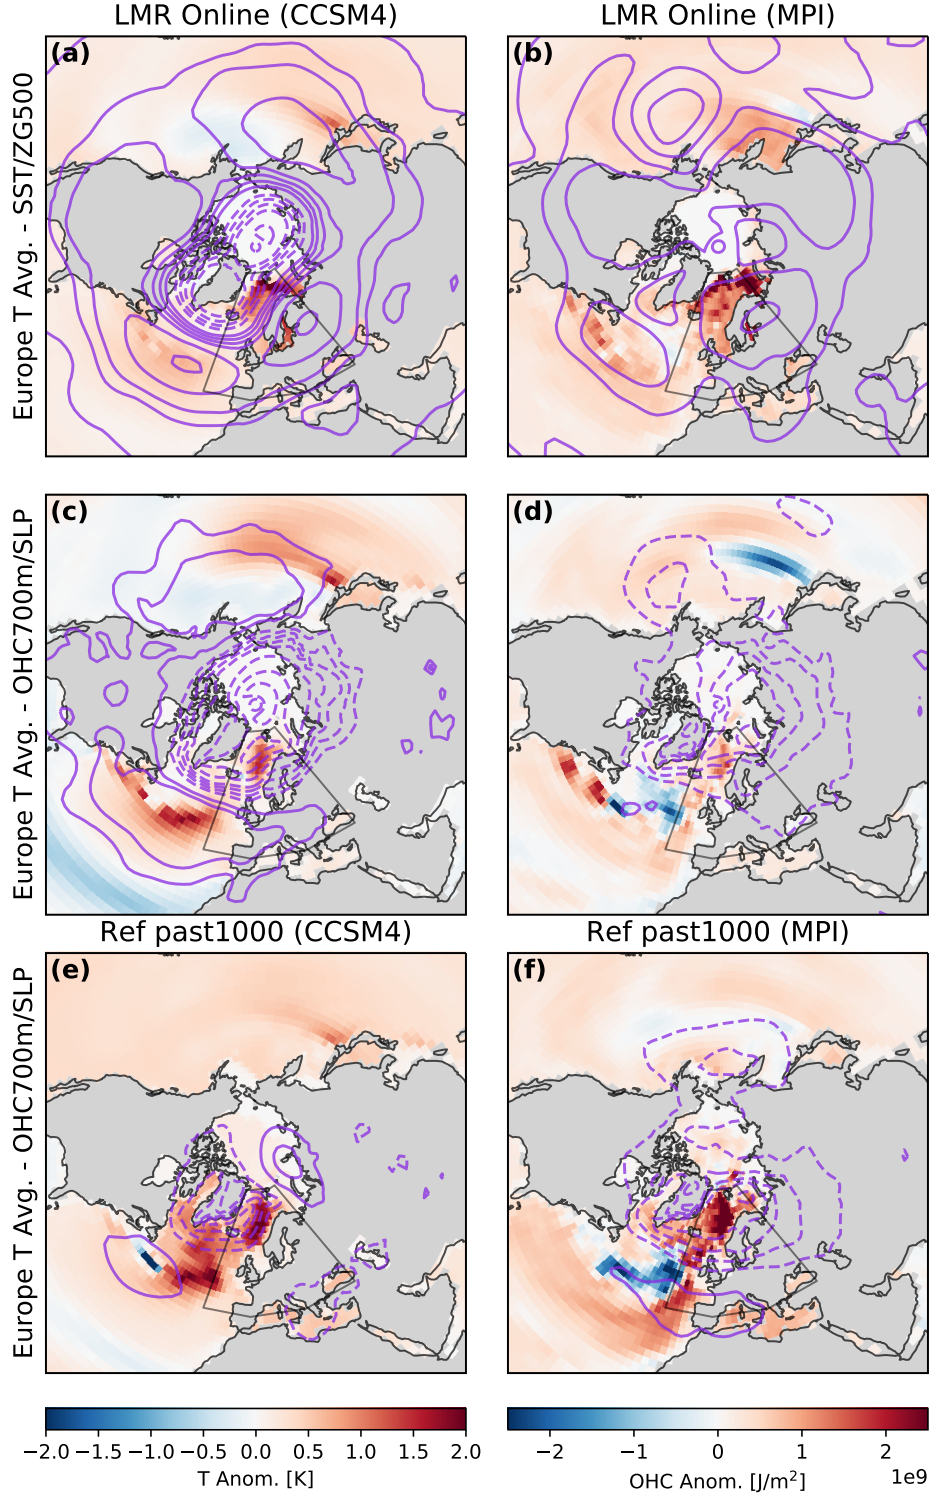 LMR Online (CCSM4)
LMR Online (MPI)
Europe T Avg. - SST/ZG500
(a)
(b)
Europe T Avg. - OHC700m/SLP
(c)
(d)
Ref past1000 (CCSM4)
Ref past1000 (MPI)
Europe T Avg. - OHC700m/SLP
(e)
(f)
−2.0 −1.5 −1.0 −0.5 0.0 0.5 1.0 1.5 2.0
T Anom. [K]
−2 −1 0 1 2
1e9
OHC Anom. [J/m²]